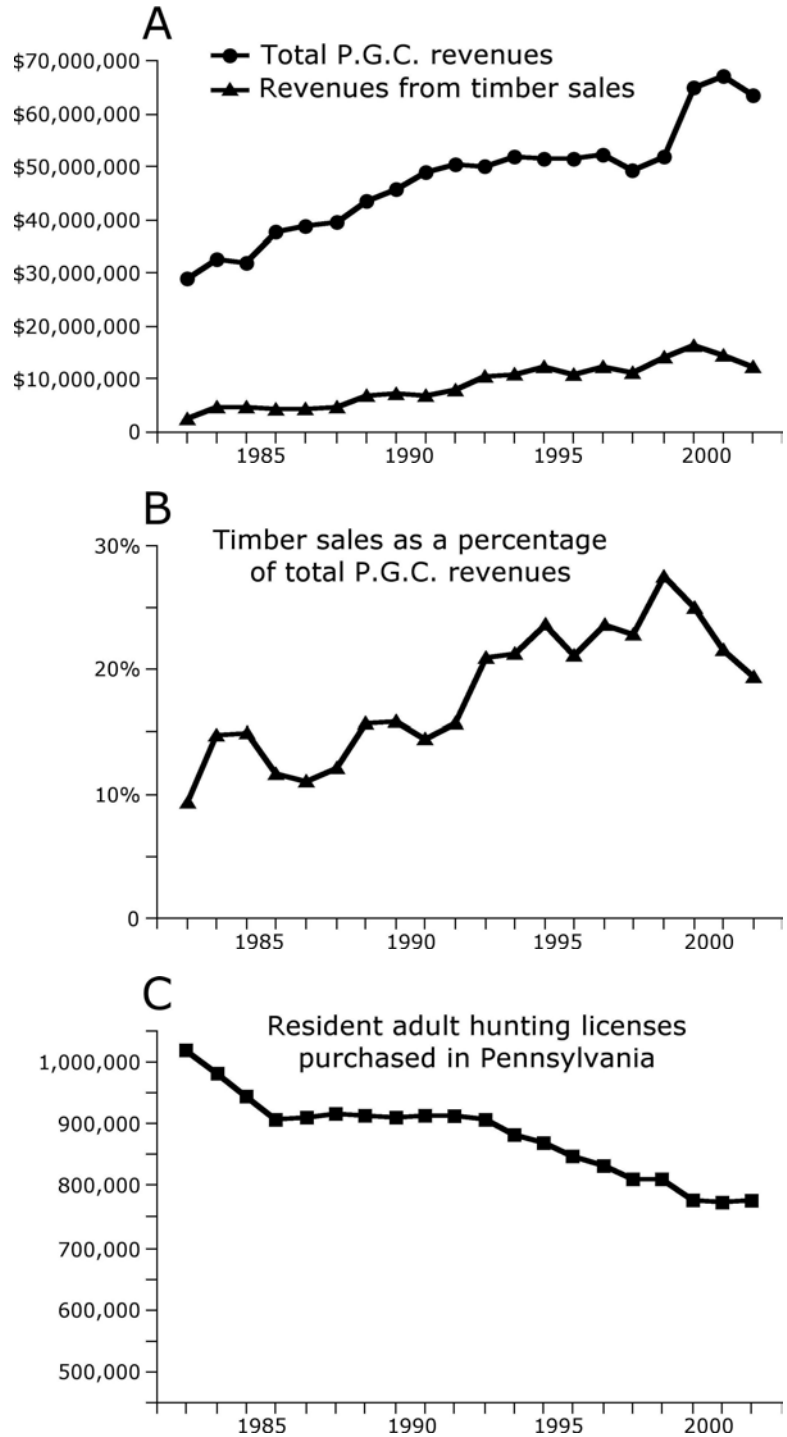 A
Total P.G.C. revenues
Revenues from timber sales
$70,000,000
$60,000,000
$50,000,000
$40,000,000
$30,000,000
$20,000,000
$10,000,000
0
1985 1990 1995 2000
B
Timber sales as a percentage
of total P.G.C. revenues
30%
20%
10%
0
1985 1990 1995 2000
C
Resident adult hunting licenses
purchased in Pennsylvania
1,000,000
900,000
800,000
700,000
600,000
500,000
1985 1990 1995 2000